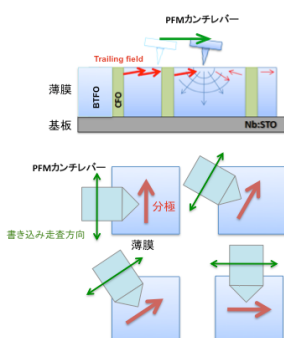 PFMカンチレバー
Trailing field
薄膜
BTFO
CFO
基板
Nb:STO
PFMカンチレバー
分極
書き込み走査方向
薄膜